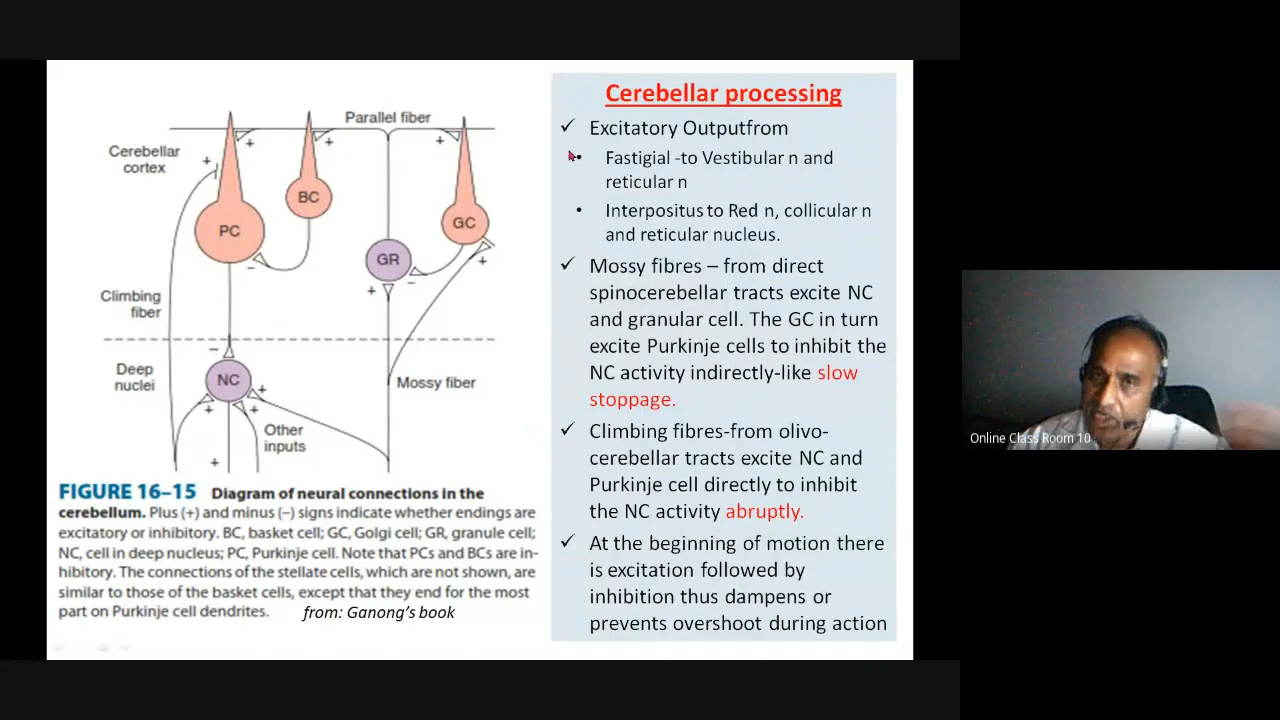 Parallel fiber
Cerebellar
cortex
+
+
+
+
BC
GC
PC
GR
−
−
+
+
Climbing
fiber
−
Deep
nuclei
NC
+
Mossy fiber
+
+
Other
inputs
+
FIGURE 16–15 Diagram of neural connections in the
cerebellum. Plus (+) and minus (–) signs indicate whether endings are
excitatory or inhibitory. BC, basket cell; GC, Golgi cell; GR, granule cell;
NC, cell in deep nucleus; PC, Purkinje cell. Note that PCs and BCs are in-
hibitory. The connections of the stellate cells, which are not shown, are
similar to those of the basket cells, except that they end for the most
part on Purkinje cell dendrites. from: Ganong's book
Cerebellar processing
✓ Excitatory Outputfrom
• Fastigial -to Vestibular n and
reticular n
• Interpositus to Red n, collicular n
and reticular nucleus.
✓ Mossy fibres – from direct
spinocerebellar tracts excite NC
and granular cell. The GC in turn
excite Purkinje cells to inhibit the
NC activity indirectly-like slow
stoppage.
✓ Climbing fibres-from olivo-
cerebellar tracts excite NC and
Purkinje cell directly to inhibit
the NC activity abruptly.
✓ At the beginning of motion there
is excitation followed by
inhibition thus dampens or
prevents overshoot during action
Online Class Room 10